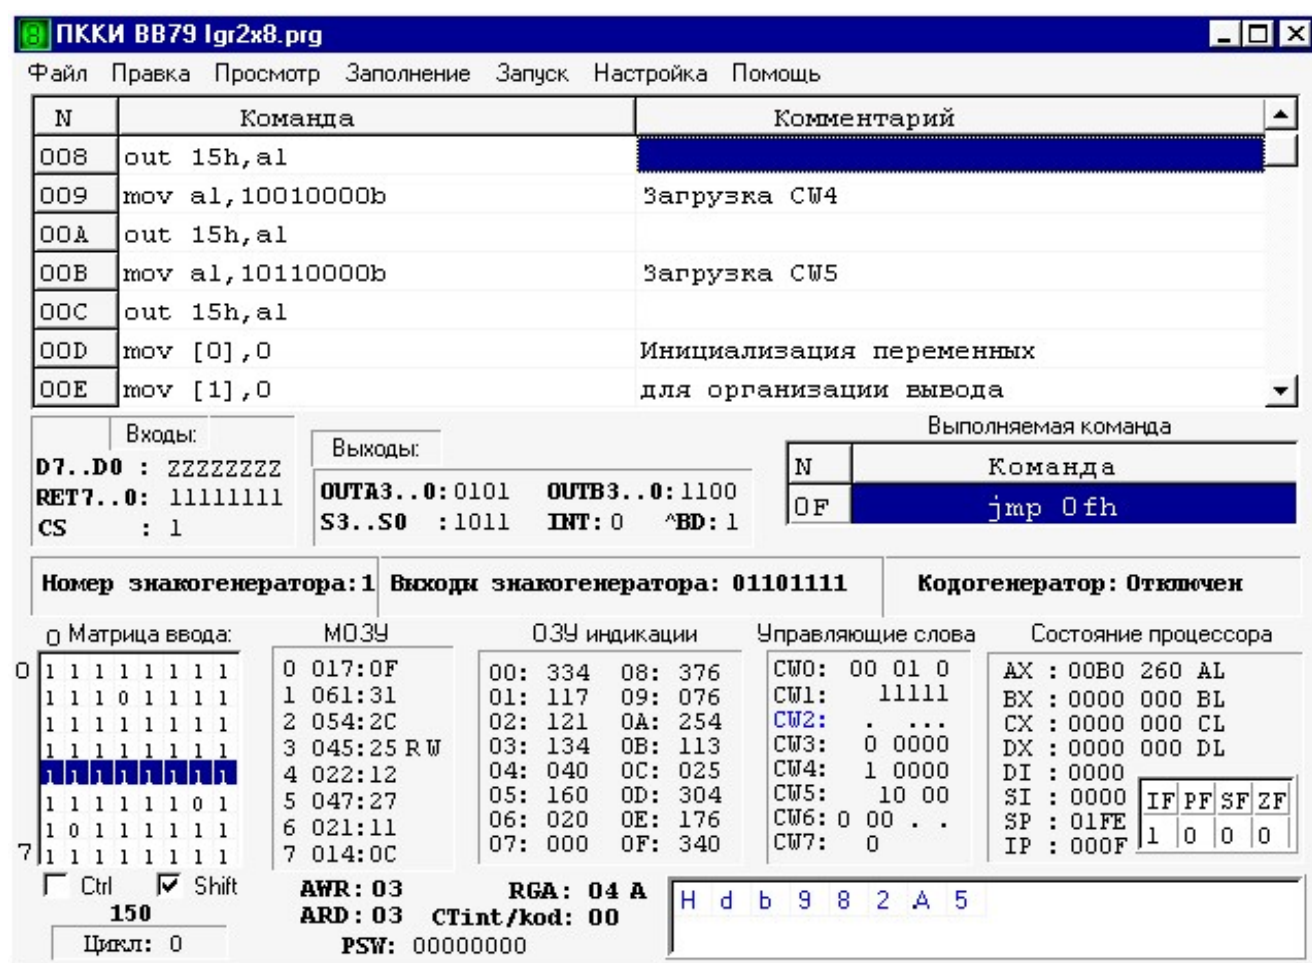 ПККИ ВВ79 lgr2x8.prg
Файл Правка Просмотр Заполнение Запуск Настройка Помощь
N Команда Комментарий
008 out 15h,al
009 mov al,10010000b Загрузка CW4
00A out 15h,al
00B mov al,10110000b Загрузка CW5
00C out 15h,al
00D mov [0],0 Инициализация переменных
00E mov [1],0 для организации вывода
Входы:
D7..D0 : ZZZZZZZZ
RET7..0: 11111111
CS : 1
Выходы:
OUTA3..0:0101 OUTB3..0:1100
S3..S0 :1011 INT:0 ^BD:1
Выполняемая команда
N Команда
0F jmp 0fh
Номер знакогенератора:1 Выходы знакогенератора: 01101111 Кодогенератор: Отключен
0 Матрица ввода:
0 1 1 1 1 1 1 1 1
1 1 1 0 1 1 1 1
1 1 1 1 1 1 1 1
1 1 1 1 1 1 1 1
1 1 1 1 1 1 1 1
1 1 1 1 1 1 0 1
1 0 1 1 1 1 1 1
7 1 1 1 1 1 1 1 1
Ctrl Shift
150
Цикл: 0
МОЗУ
0 017:0F
1 061:31
2 054:2C
3 045:25 R W
4 022:12
5 047:27
6 021:11
7 014:0C
ОЗУ индикации
00: 334 08: 376
01: 117 09: 076
02: 121 0A: 254
03: 134 0B: 113
04: 040 0C: 025
05: 160 0D: 304
06: 020 0E: 176
07: 000 0F: 340
Управляющие слова
CW0: 00 01 0
CW1: 11111
CW2: . ...
CW3: 0 0000
CW4: 1 0000
CW5: 10 00
CW6: 0 00 . .
CW7: 0
Состояние процессора
AX : 00B0 260 AL
BX : 0000 000 BL
CX : 0000 000 CL
DX : 0000 000 DL
DI : 0000
SI : 0000
SP : 01FE
IP : 000F
IF PF SF ZF
1 0 0 0
AWR: 03 RGA: 04 A
ARD: 03 CTint/kod: 00
PSW: 00000000
H d b 9 8 2 A 5